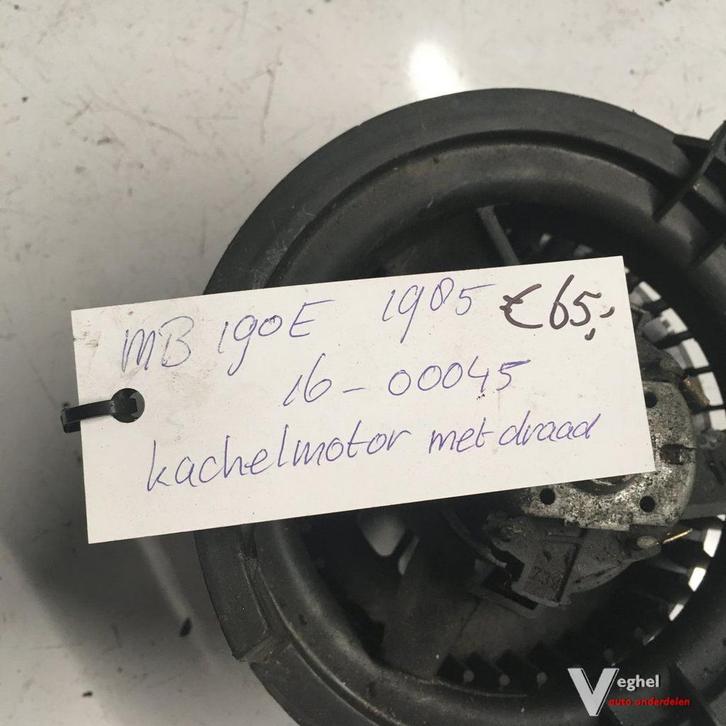 MB 190E 1985 € 65,-
16-00045
kachelmotor met draad
Veghel
auto onderdelen